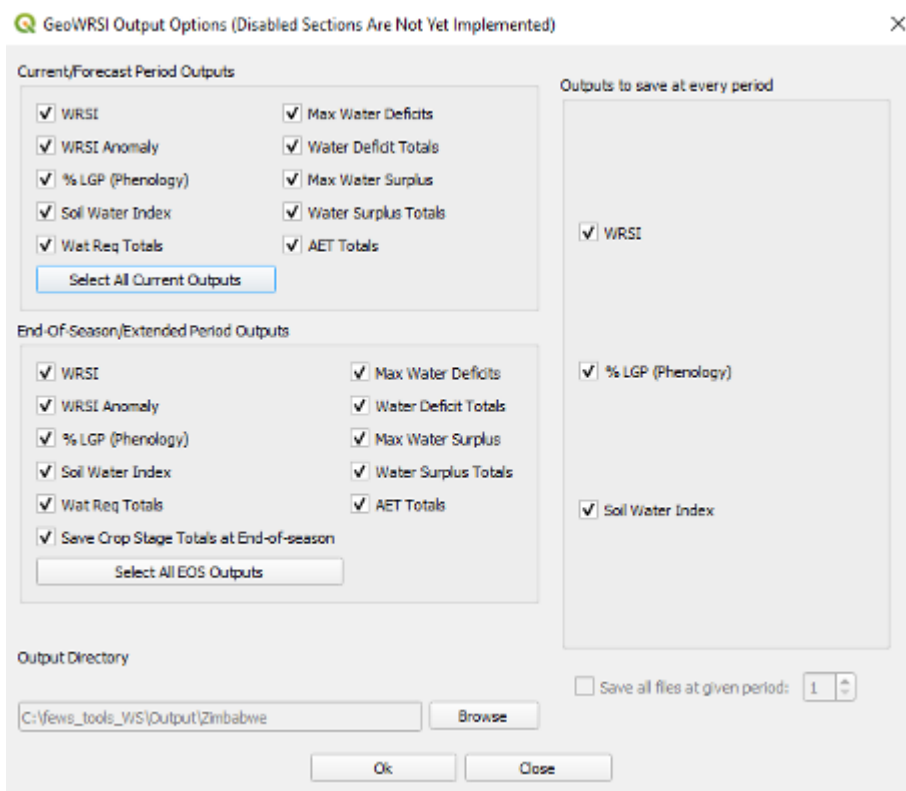 GeoWRSI Output Options (Disabled Sections Are Not Yet Implemented)
Current/Forecast Period Outputs
WRSI
Max Water Deficits
WRSI Anomaly
Water Deficit Totals
% LGP (Phenology)
Max Water Surplus
Soil Water Index
Water Surplus Totals
Wat Req Totals
AET Totals
Select All Current Outputs
End-Of-Season/Extended Period Outputs
WRSI
Max Water Deficits
WRSI Anomaly
Water Deficit Totals
% LGP (Phenology)
Max Water Surplus
Soil Water Index
Water Surplus Totals
Wat Req Totals
AET Totals
Save Crop Stage Totals at End-of-season
Select All EOS Outputs
Outputs to save at every period
WRSI
% LGP (Phenology)
Soil Water Index
Save all files at given period: 1
Output Directory
C:\fews_tools_WS\Output\Zimbabwe
Browse
Ok
Close